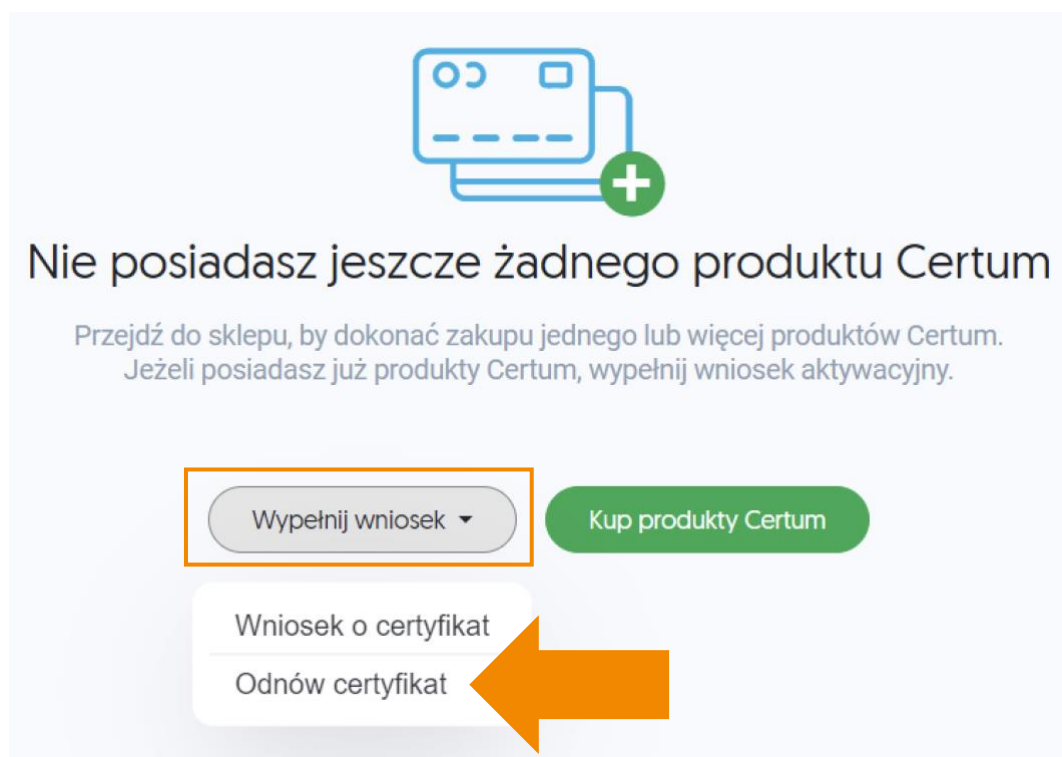 Nie posiadasz jeszcze żadnego produktu Certum
Przejdź do sklepu, by dokonać zakupu jednego lub więcej produktów Certum.
Jeżeli posiadasz już produkty Certum, wypełnij wniosek aktywacyjny.
Wypełnij wniosek
Kup produkty Certum
Wniosek o certyfikat
Odnów certyfikat